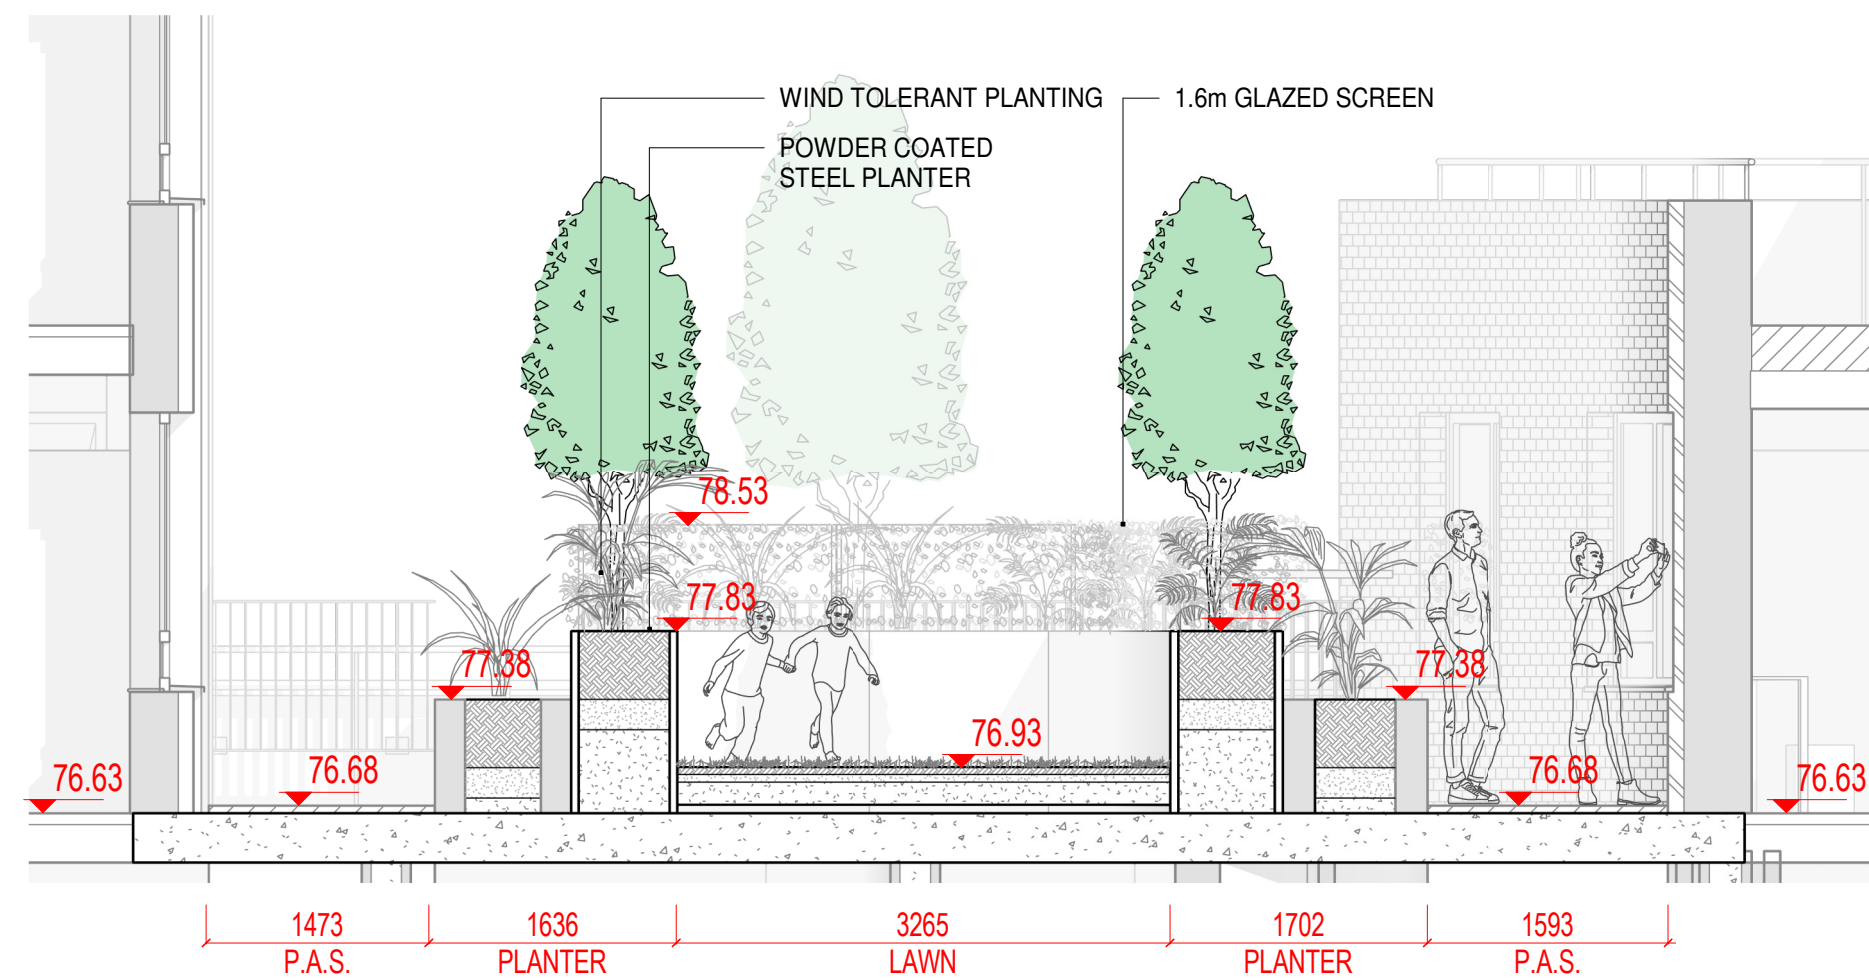 WIND TOLERANT PLANTING
1.6m GLAZED SCREEN
POWDER COATED
STEEL PLANTER
78.53
77.83
77.83
77.38
77.38
76.93
76.63
76.68
76.68
76.63
1473
1636
3265
1702
1593
P.A.S.
PLANTER
LAWN
PLANTER
P.A.S.